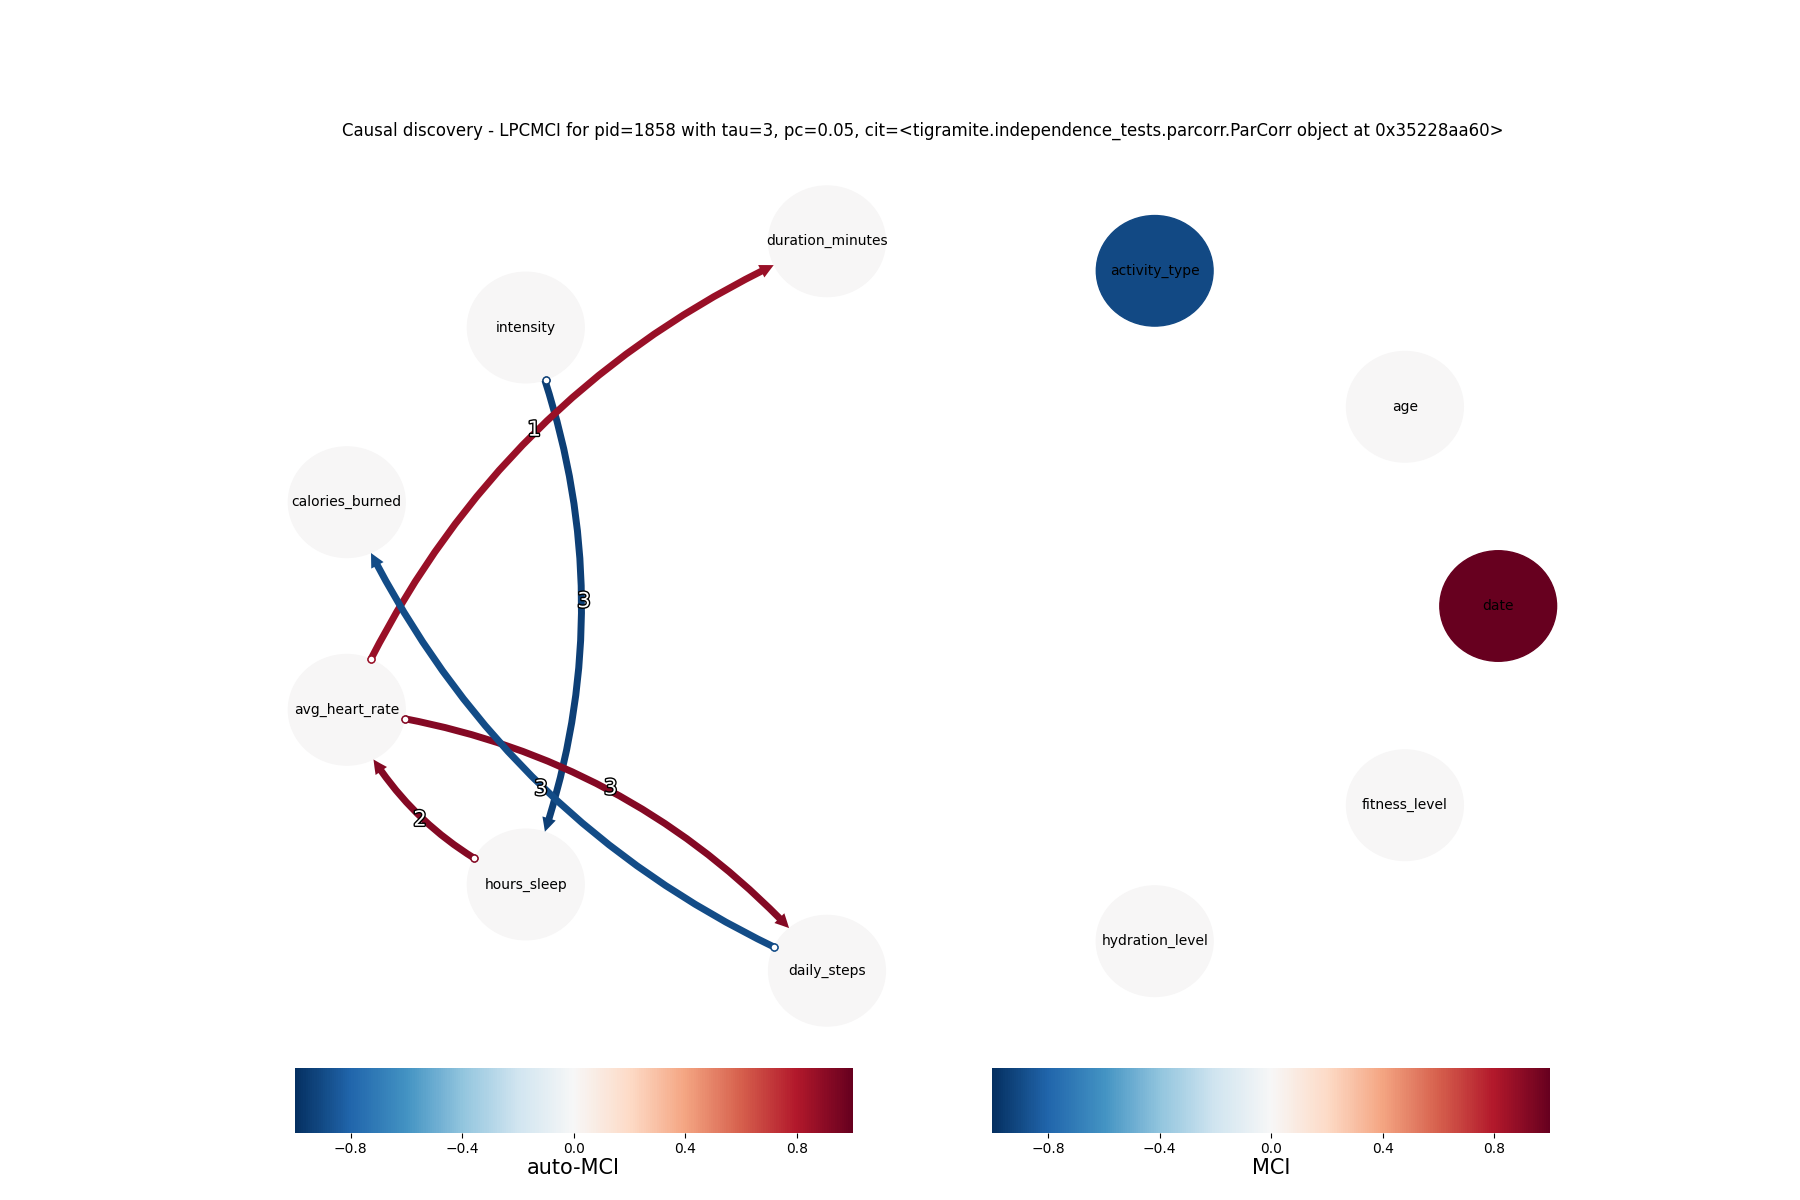 Causal discovery - LPCMCI for pid=1858 with tau=3, pc=0.05, cit=<tigramite.independence_tests.parcorr.ParCorr object at 0x35228aa60>
duration_minutes
activity_type
intensity
age
1
calories_burned
3
date
avg_heart_rate
3
3
2
fitness_level
hours_sleep
hydration_level
daily_steps
−0.8 −0.4 0.0 0.4 0.8
auto-MCI
−0.8 −0.4 0.0 0.4 0.8
MCI